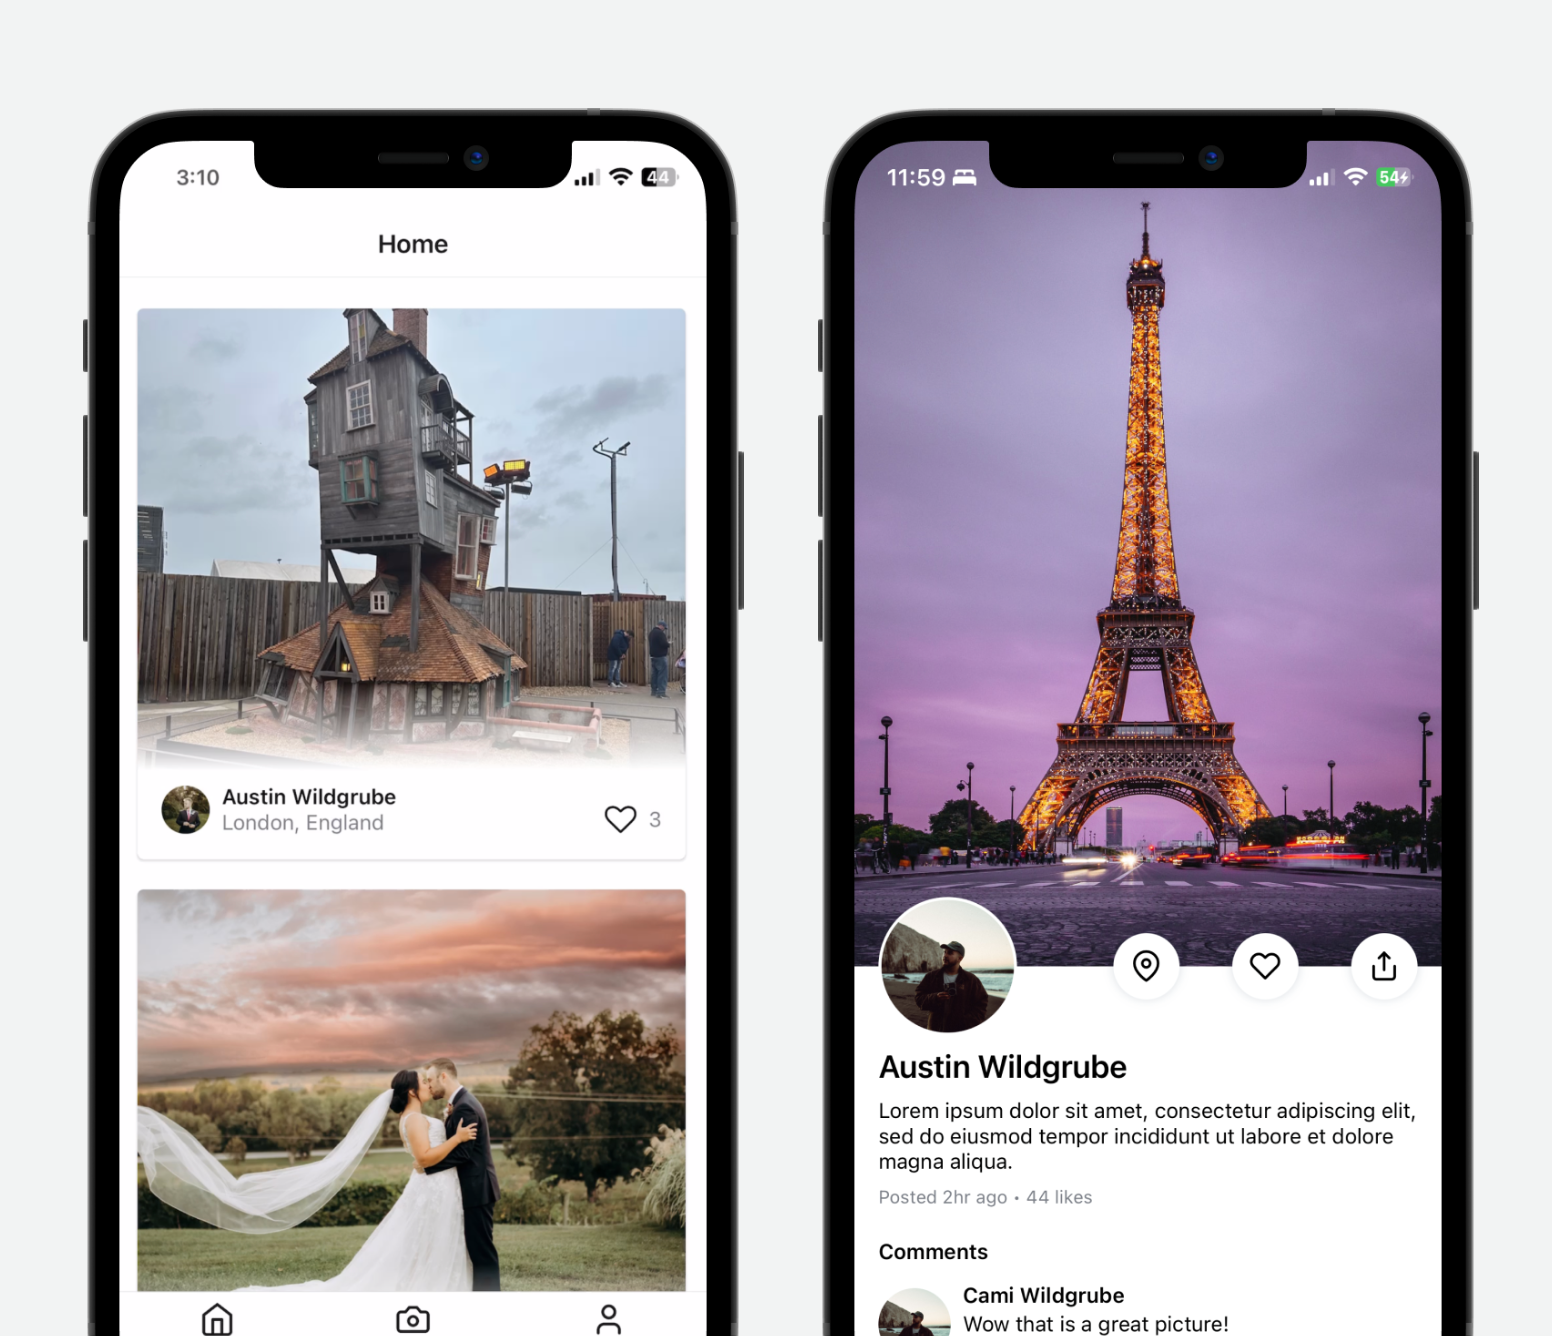 3:10
44
Home
Austin Wildgrube
London, England
3
11:59
54
Austin Wildgrube
Lorem ipsum dolor sit amet, consectetur adipiscing elit,
sed do eiusmod tempor incididunt ut labore et dolore
magna aliqua.
Posted 2hr ago • 44 likes
Comments
Cami Wildgrube
Wow that is a great picture!